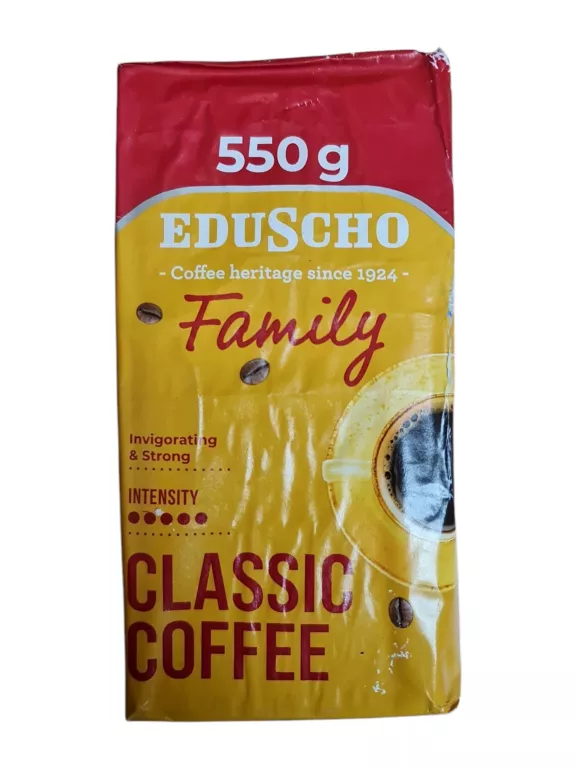 550 g
EDUSCHO
- Coffee heritage since 1924 -
Family
Invigorating
& Strong
INTENSITY
CLASSIC
COFFEE